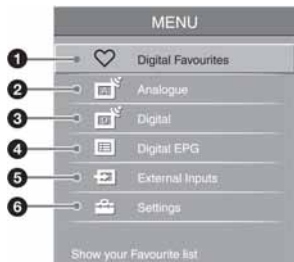 MENU
1 Digital Favourites
2 A Analogue
3 D Digital
4 Digital EPG
5 External Inputs
6 Settings
Show your Favourite list